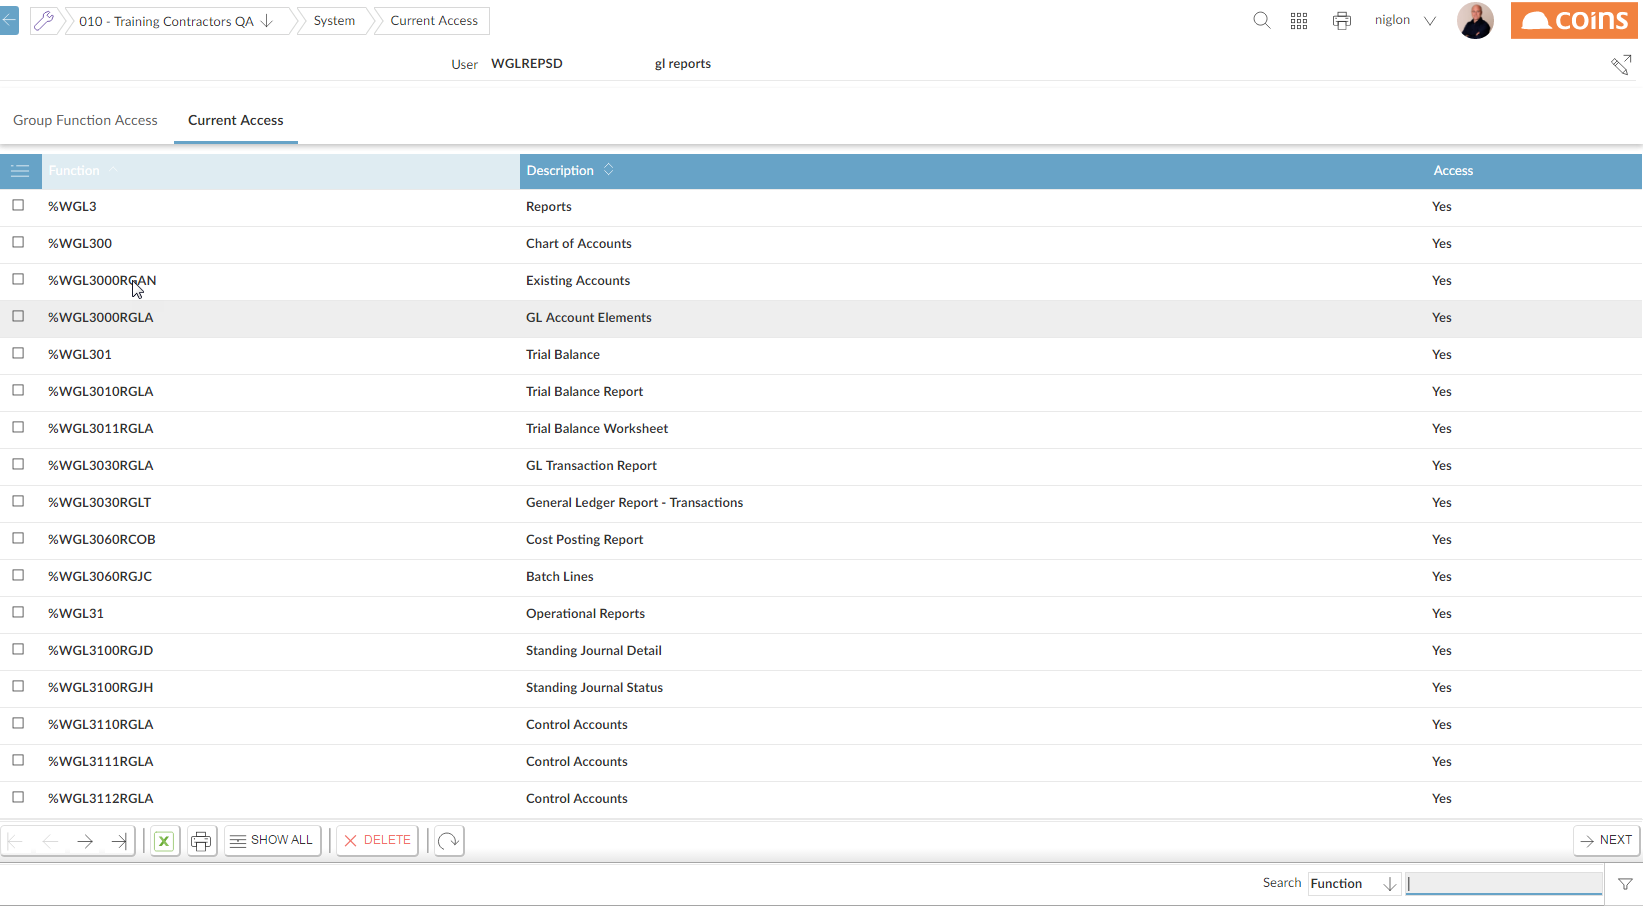 010 - Training Contractors QA
System
Current Access
niglon
coins
User WGLREPSD gl reports
Group Function Access
Current Access
Function Description Access
%WGL3 Reports Yes
%WGL300 Chart of Accounts Yes
%WGL3000RGAN Existing Accounts Yes
%WGL3000RGLA GL Account Elements Yes
%WGL301 Trial Balance Yes
%WGL3010RGLA Trial Balance Report Yes
%WGL3011RGLA Trial Balance Worksheet Yes
%WGL3030RGLA GL Transaction Report Yes
%WGL3030RGLT General Ledger Report - Transactions Yes
%WGL3060RCOB Cost Posting Report Yes
%WGL3060RGJC Batch Lines Yes
%WGL31 Operational Reports Yes
%WGL3100RGJD Standing Journal Detail Yes
%WGL3100RGJH Standing Journal Status Yes
%WGL3110RGLA Control Accounts Yes
%WGL3111RGLA Control Accounts Yes
%WGL3112RGLA Control Accounts Yes
X SHOW ALL DELETE NEXT
Search Function